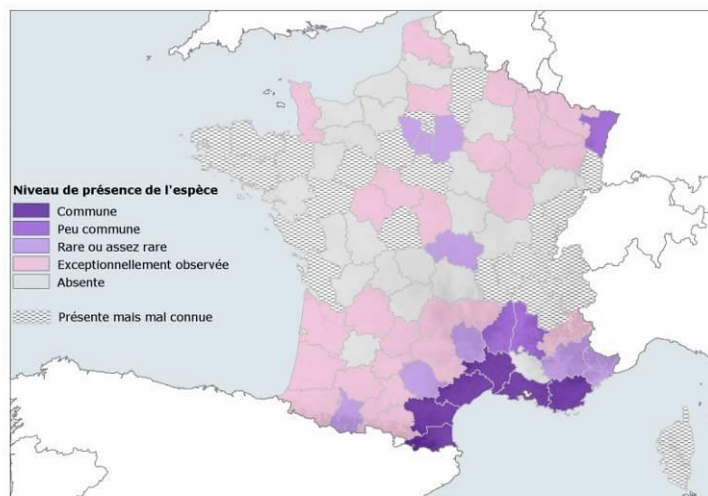 Niveau de présence de l'espèce
Commune
Peu commune
Rare ou assez rare
Exceptionnellement observée
Absente
Présente mais mal connue